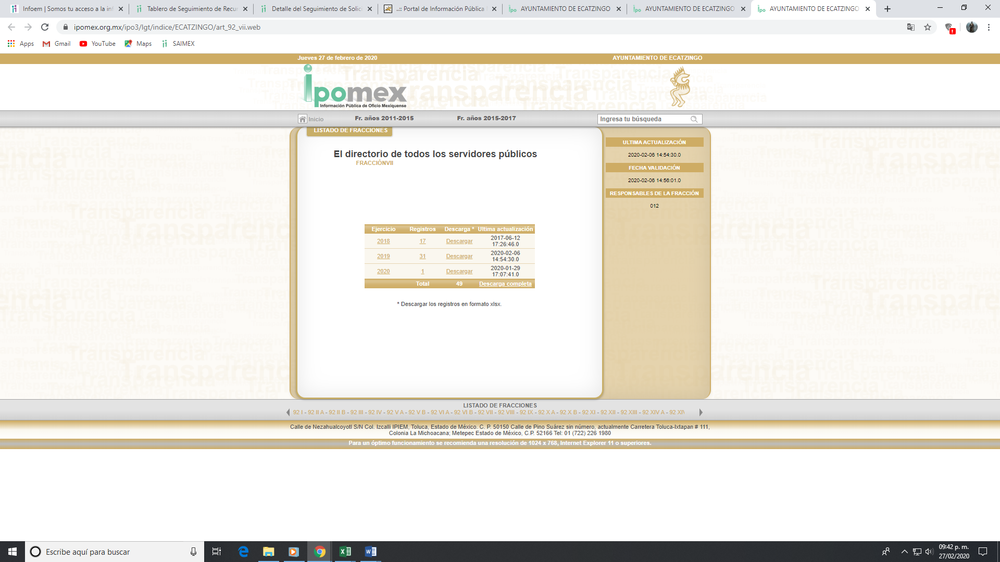 Infoem | Somos tu acceso a la inf
Tablero de Seguimiento de Recur
Detalle del Seguimiento de Solici
..:: Portal de Información Pública
AYUNTAMIENTO DE ECATZINGO
AYUNTAMIENTO DE ECATZINGO
AYUNTAMIENTO DE ECATZINGO
ipomex.org.mx/ipo3/lgt/indice/ECATZINGO/art_92_vii.web
Apps
Gmail
YouTube
Maps
SAIMEX
Jueves 27 de febrero de 2020
AYUNTAMIENTO DE ECATZINGO
ipomex
Información Pública de Oficio Mexiquense
Transparencia
Inicio
Fr. años 2011-2015
Fr. años 2015-2017
Ingresa tu búsqueda
LISTADO DE FRACCIONES
El directorio de todos los servidores públicos
FRACCIÓNVII
ULTIMA ACTUALIZACIÓN
2020-02-06 14:54:30.0
FECHA VALIDACIÓN
2020-02-06 14:56:01.0
RESPONSABLES DE LA FRACCIÓN
012
Ejercicio Registros Descarga * Ultima actualización
2018 17 Descargar 2017-06-12 17:26:46.0
2019 31 Descargar 2020-02-06 14:54:30.0
2020 1 Descargar 2020-01-29 17:07:41.0
Total 49 Descarga completa
* Descargar los registros en formato xlsx.
LISTADO DE FRACCIONES
92 I - 92 II A - 92 II B - 92 III - 92 IV - 92 V A - 92 V B - 92 VI A - 92 VI B - 92 VII - 92 VIII - 92 IX - 92 X A - 92 X B - 92 XI - 92 XII - 92 XIII - 92 XIV A - 92 XIV
Calle de Nezahualcoyotl S/N Col. Izcalli IPIEM, Toluca, Estado de México. C. P. 50150 Calle de Pino Suárez sin número, actualmente Carretera Toluca-Ixtapan # 111,
Colonia La Michoacana; Metepec Estado de México, C.P. 52166 Tel: 01 (722) 226 1980
Para un óptimo funcionamiento se recomienda una resolución de 1024 x 768, Internet Explorer 11 o superiores.
Escribe aquí para buscar
09:42 p. m.
27/02/2020